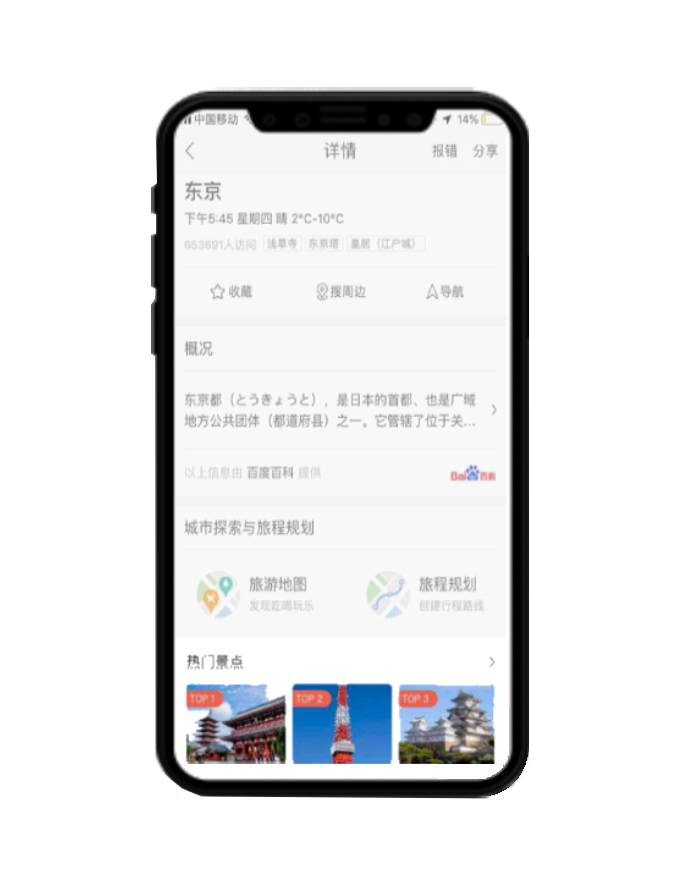 中国移动 14%
详情 报错 分享
东京
下午5:45 星期四 晴 2°C-10°C
653691人访问 浅草寺 东京塔 皇居（江户城）
收藏 搜周边 导航
概况
东京都（とうきょうと），是日本的首都、也是广域
地方公共团体（都道府县）之一。它管辖了位于关...
以上信息由 百度百科 提供 Bai 百科
城市探索与旅程规划
旅游地图 旅程规划
发现吃喝玩乐 创建行程路线
热门景点
TOP 1 TOP 2 TOP 3